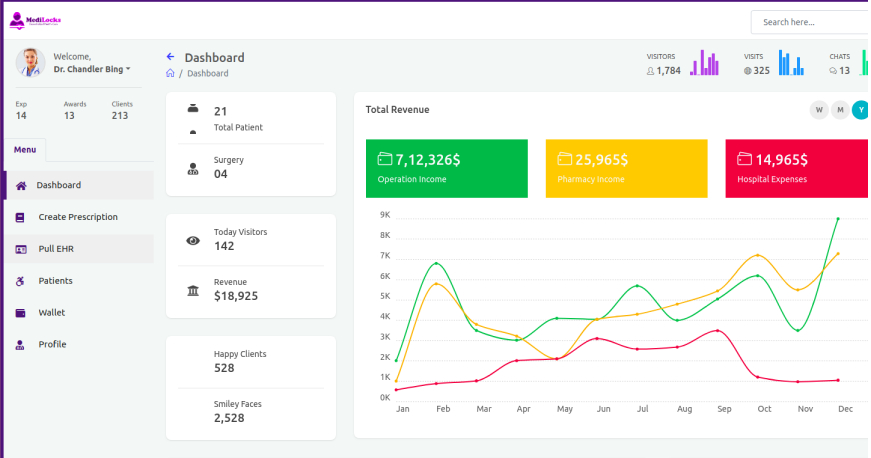 MediLocks
Search here...
Welcome,
Dr. Chandler Bing
Exp
14
Awards
13
Clients
213
Menu
Dashboard
Create Prescription
Pull EHR
Patients
Wallet
Profile
Dashboard
/ Dashboard
VISITORS
1,784
VISITS
325
CHATS
13
21
Total Patient
Surgery
04
Today Visitors
142
Revenue
$18,925
Happy Clients
528
Smiley Faces
2,528
Total Revenue
W
M
Y
7,12,326$
Operation Income
25,965$
Pharmacy Income
14,965$
Hospital Expenses
9K
8K
7K
6K
5K
4K
3K
2K
1K
0K
Jan Feb Mar Apr May Jun Jul Aug Sep Oct Nov Dec